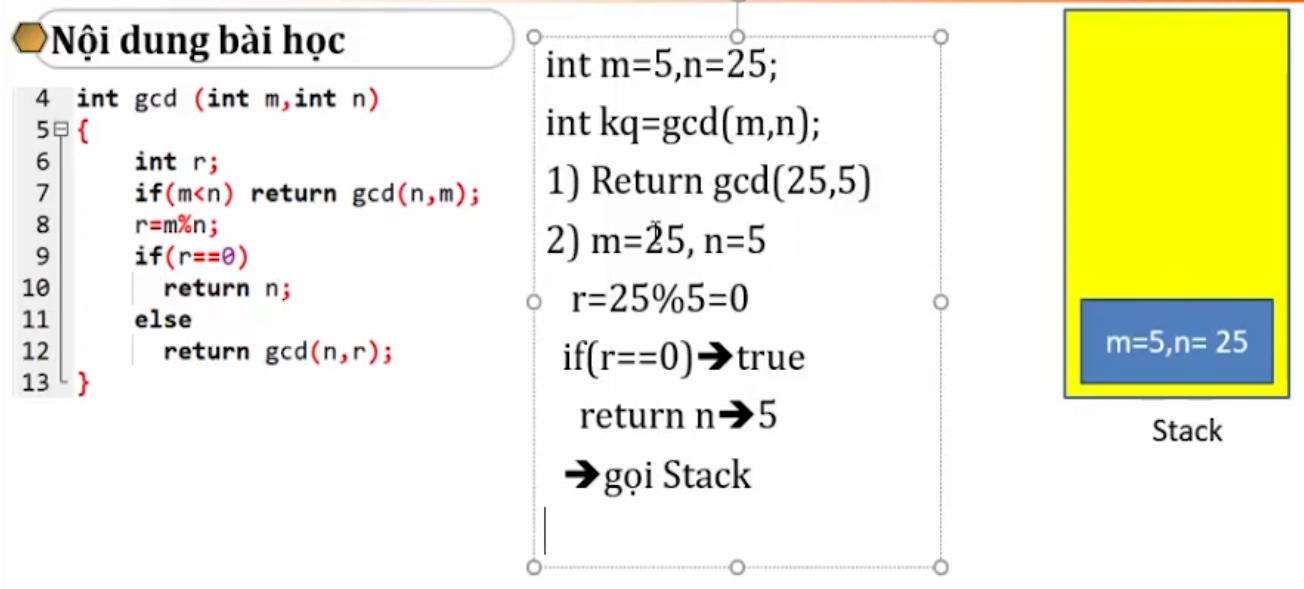 Nội dung bài học
4 int gcd (int m,int n)
5 {
6 int r;
7 if(m<n) return gcd(n,m);
8 r=m%n;
9 if(r==0)
10 return n;
11 else
12 return gcd(n,r);
13 }
int m=5,n=25;
int kq=gcd(m,n);
1) Return gcd(25,5)
2) m=25, n=5
r=25%5=0
if(r==0)➔true
return n➔5
➔gọi Stack
m=5,n= 25
Stack